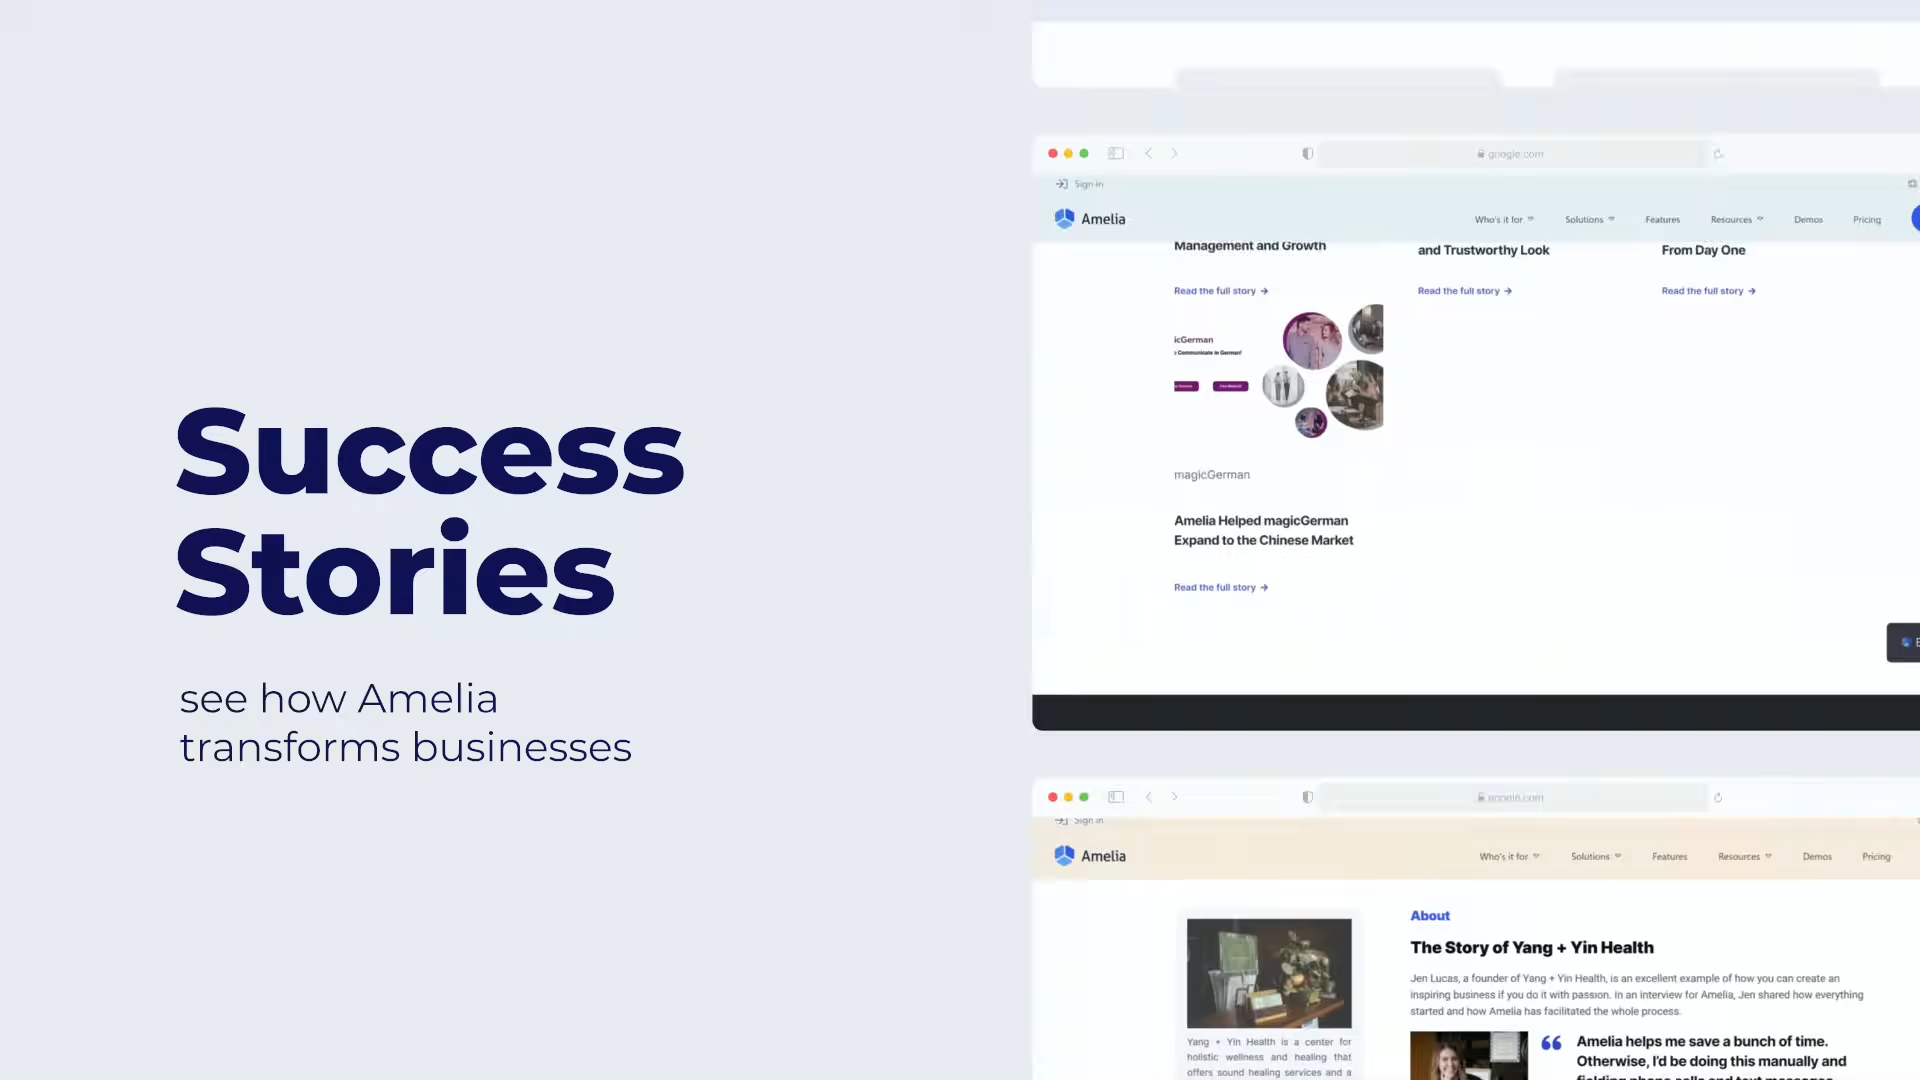 Success
Stories
see how Amelia
transforms businesses
google.com
Sign in
Amelia
Who's it for
Solutions
Features
Resources
Demos
Pricing
Management and Growth
and Trustworthy Look
From Day One
Read the full story →
Read the full story →
Read the full story →
icGerman
Communicate in German!
magicGerman
Amelia Helped magicGerman
Expand to the Chinese Market
Read the full story →
Sign in
Amelia
Who's it for
Solutions
Features
Resources
Demos
Pricing
Yang + Yin Health is a center for
holistic wellness and healing that
offers sound healing services and a
About
The Story of Yang + Yin Health
Jen Lucas, a founder of Yang + Yin Health, is an excellent example of how you can create an
inspiring business if you do it with passion. In an interview for Amelia, Jen shared how everything
started and how Amelia has facilitated the whole process.
Amelia helps me save a bunch of time.
Otherwise, I'd be doing this manually and